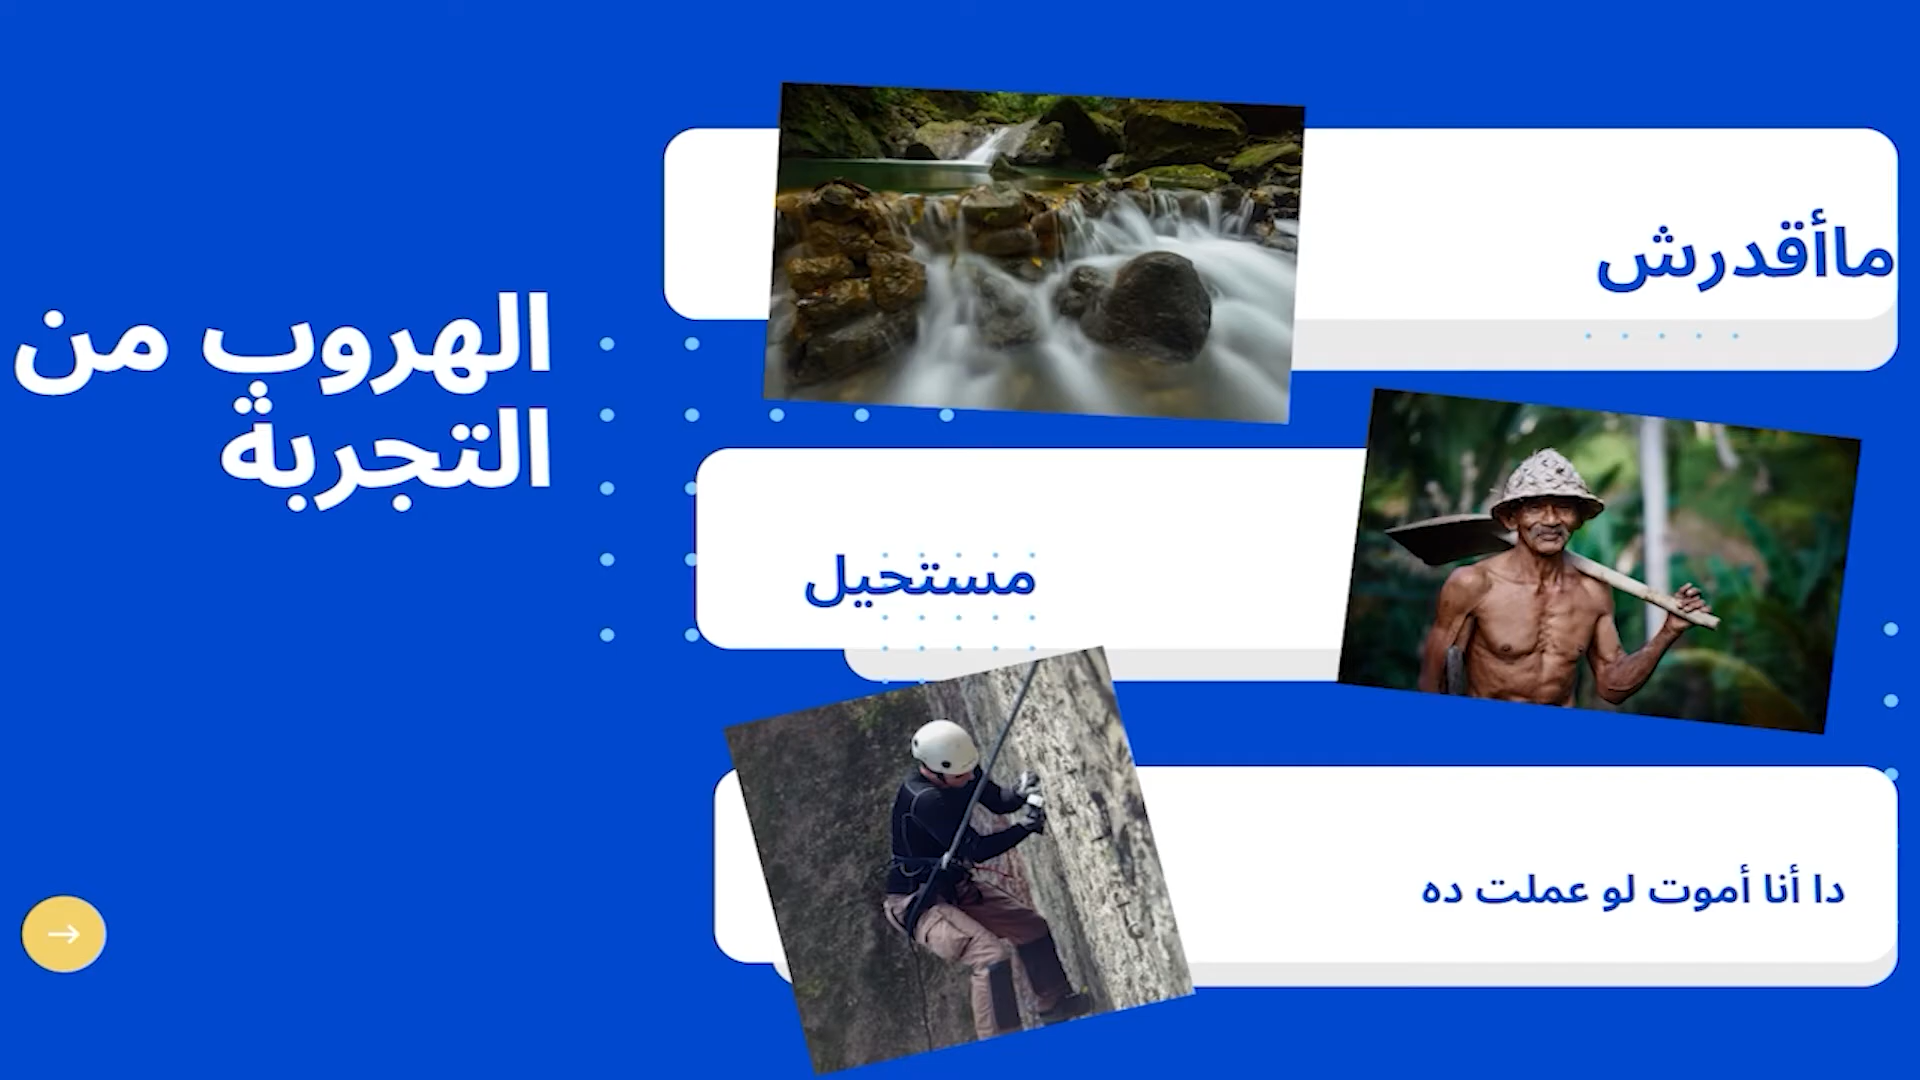 الهروب من
التجربة
ماأقدرش
مستحيل
دا أنا أموت لو عملت ده